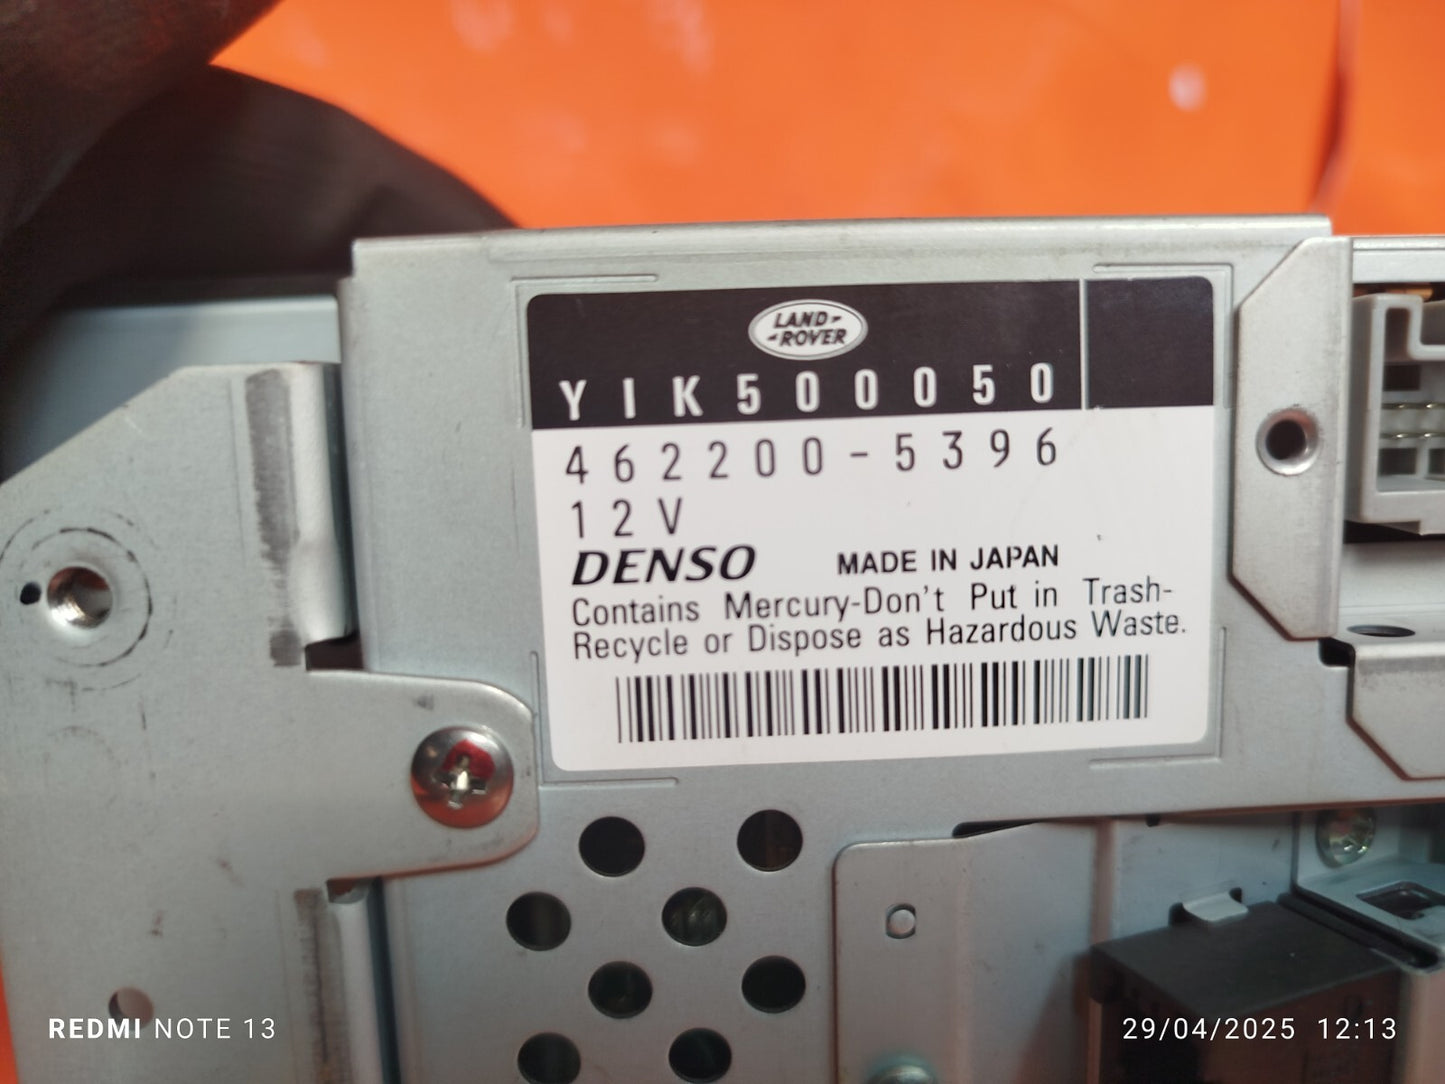 LAND-
-ROVER
YIK500050
462200-5396
12V
DENSO MADE IN JAPAN
Contains Mercury-Don't Put in Trash-
Recycle or Dispose as Hazardous Waste.
REDMI NOTE 13
29/04/2025 12:13